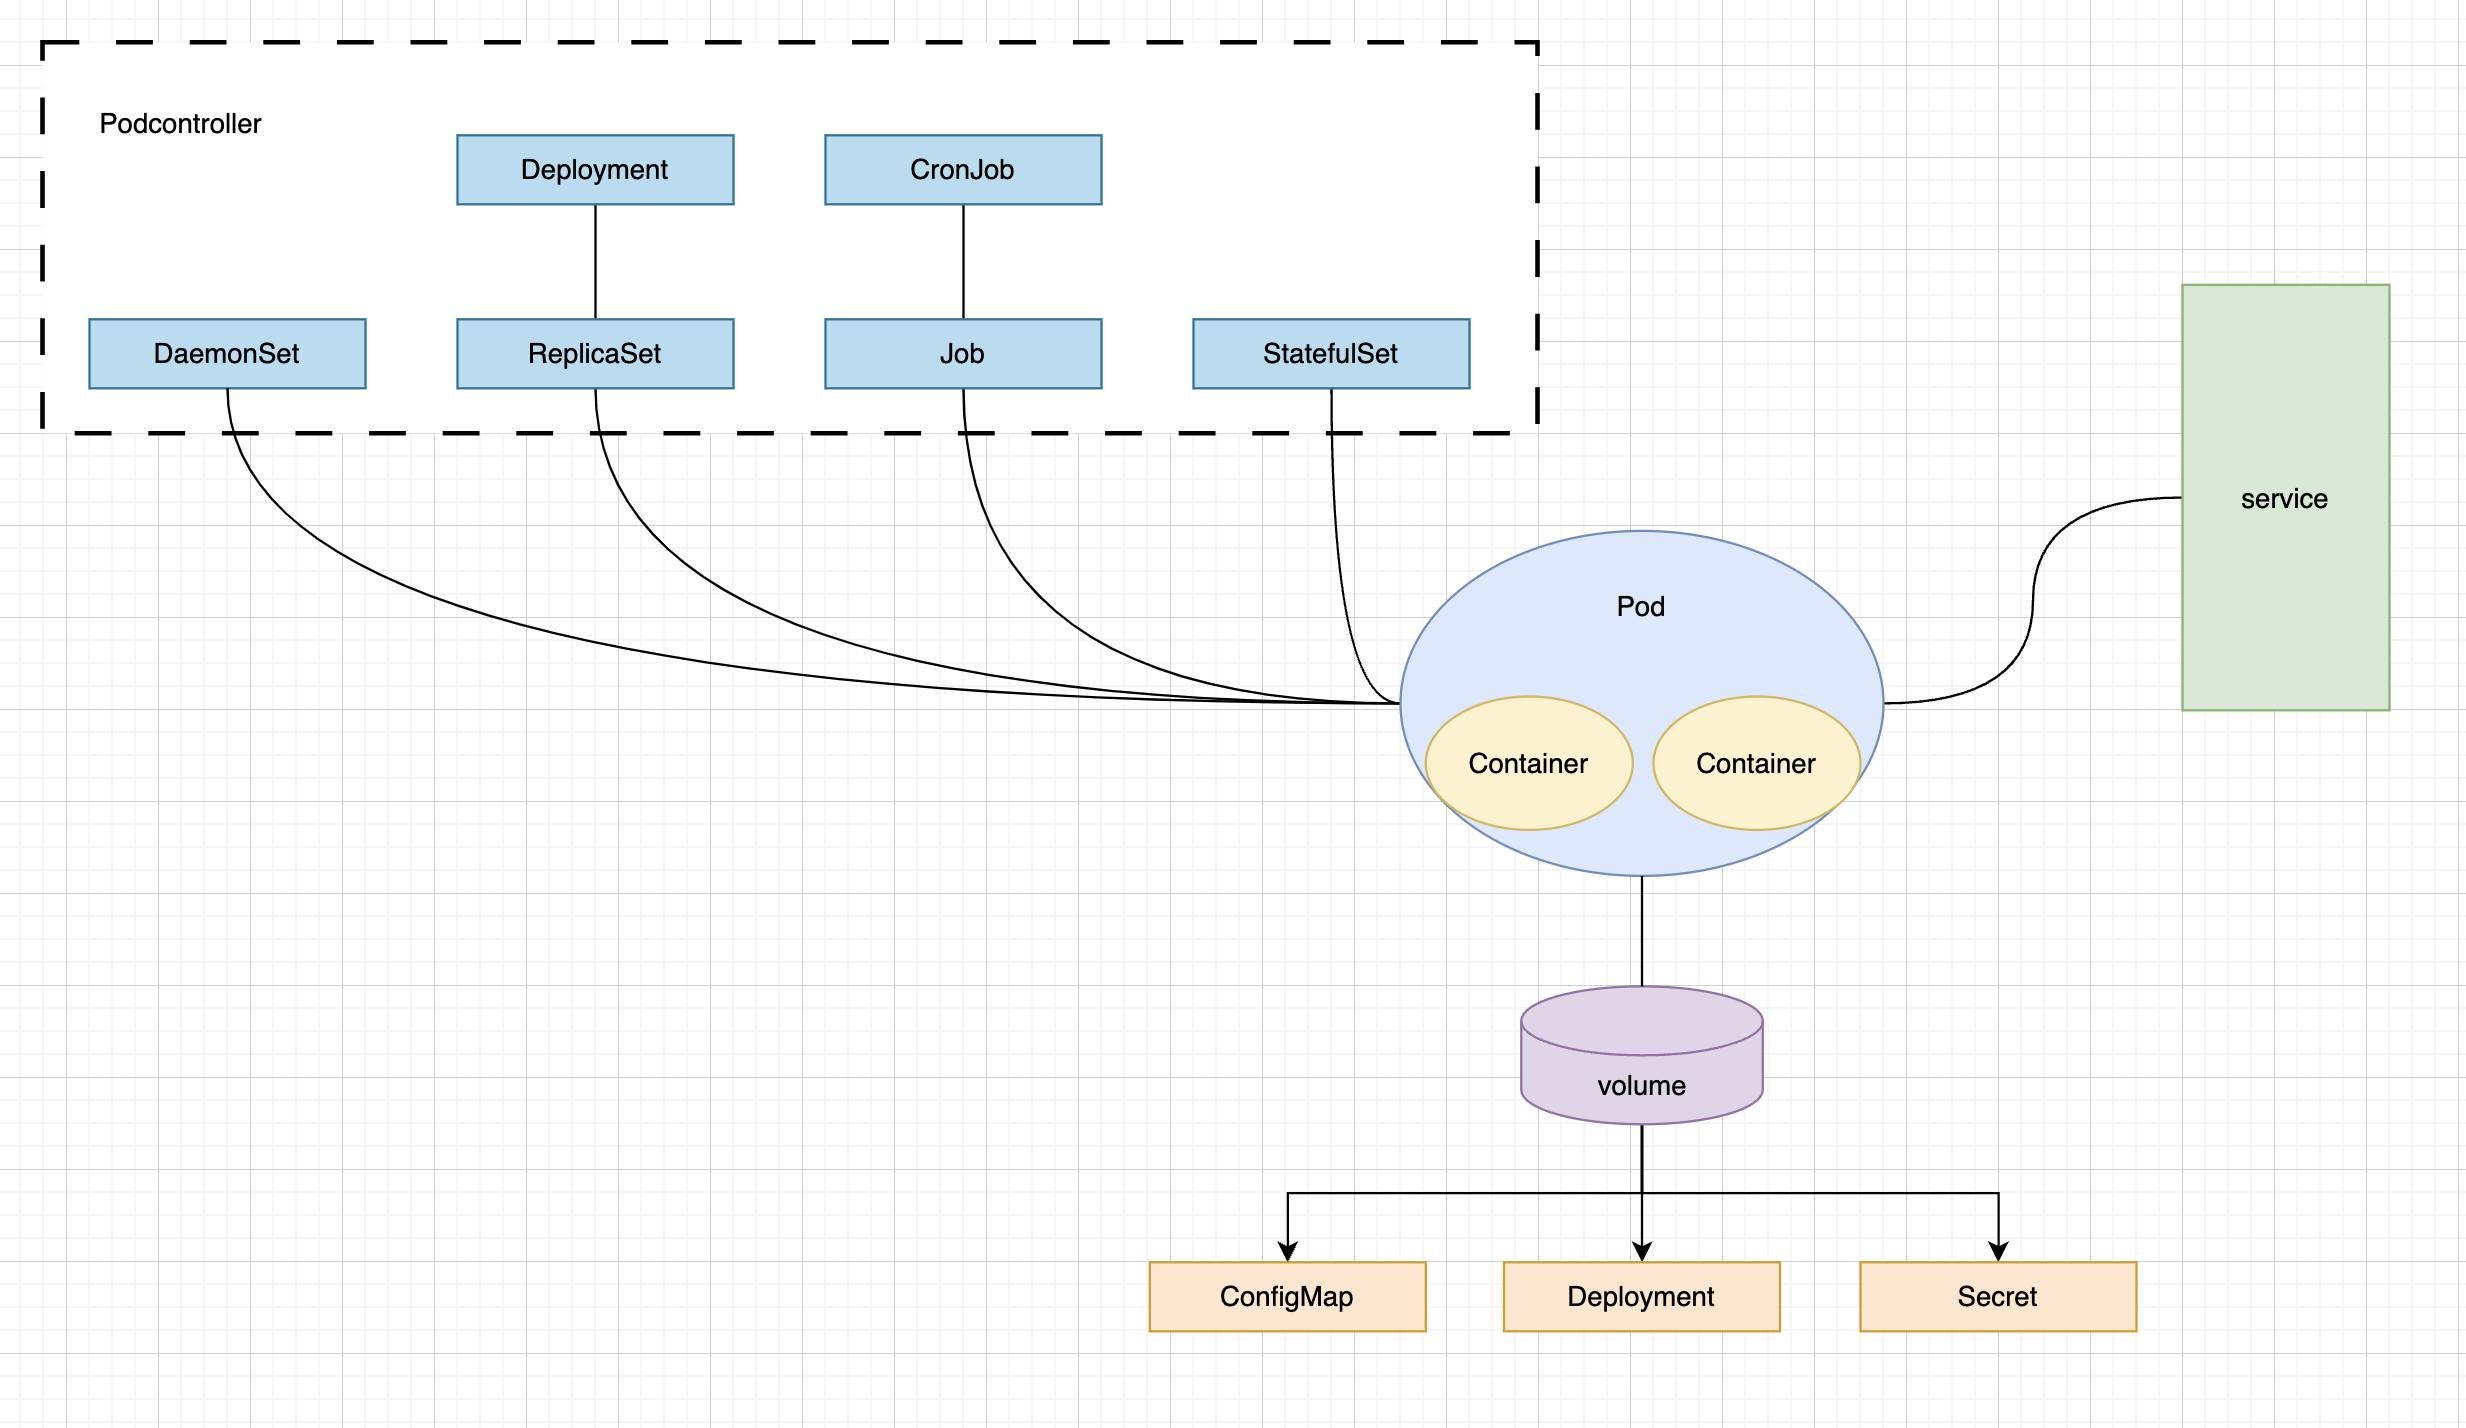 Podcontroller
Deployment
CronJob
DaemonSet
ReplicaSet
Job
StatefulSet
service
Pod
Container
Container
volume
ConfigMap
Deployment
Secret